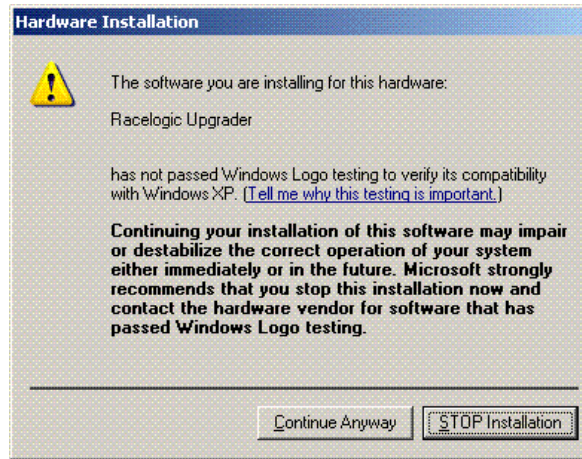 Hardware Installation
The software you are installing for this hardware:
Racelogic Upgrader
has not passed Windows Logo testing to verify its compatibility
with Windows XP. (Tell me why this testing is important.)
Continuing your installation of this software may impair
or destabilize the correct operation of your system
either immediately or in the future. Microsoft strongly
recommends that you stop this installation now and
contact the hardware vendor for software that has
passed Windows Logo testing.
Continue Anyway
STOP Installation